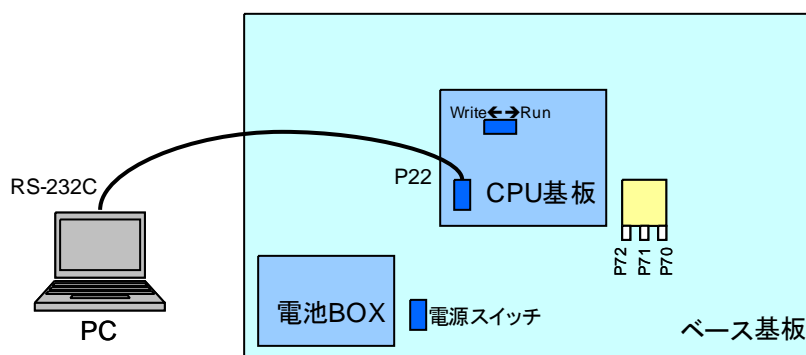 Write Run
RS-232C
P22
CPU基板
P72
P71
P70
電池BOX
電源スイッチ
PC
ベース基板